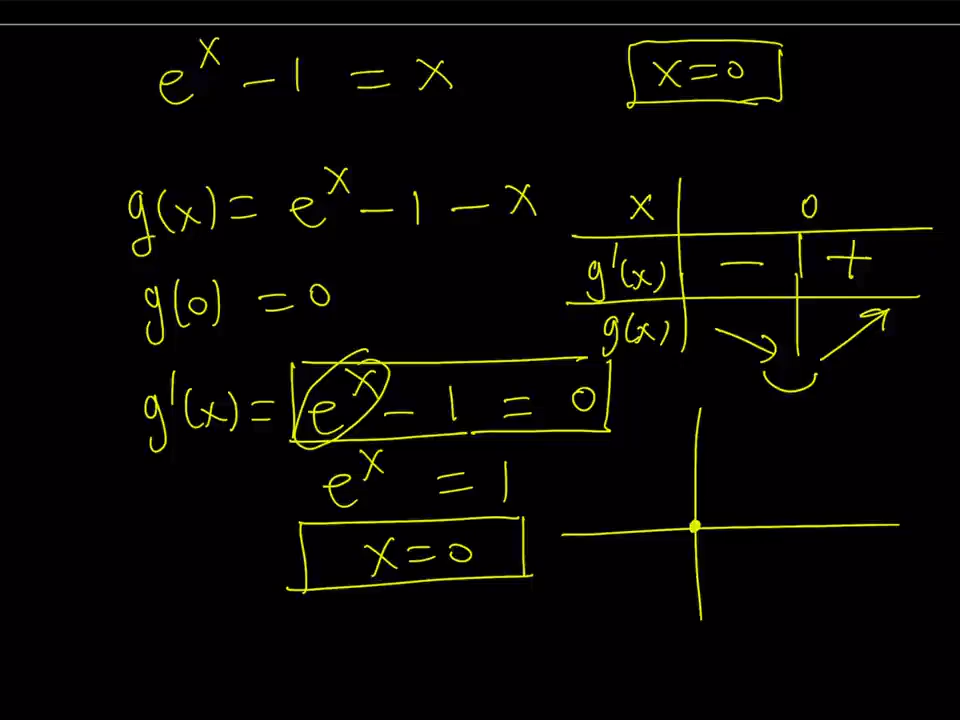 e^x - 1 = x
x = 0
g(x) = e^x - 1 - x
g(0) = 0
g'(x) = e^x - 1 = 0
e^x = 1
x = 0
x 0
g'(x) - +
g(x)